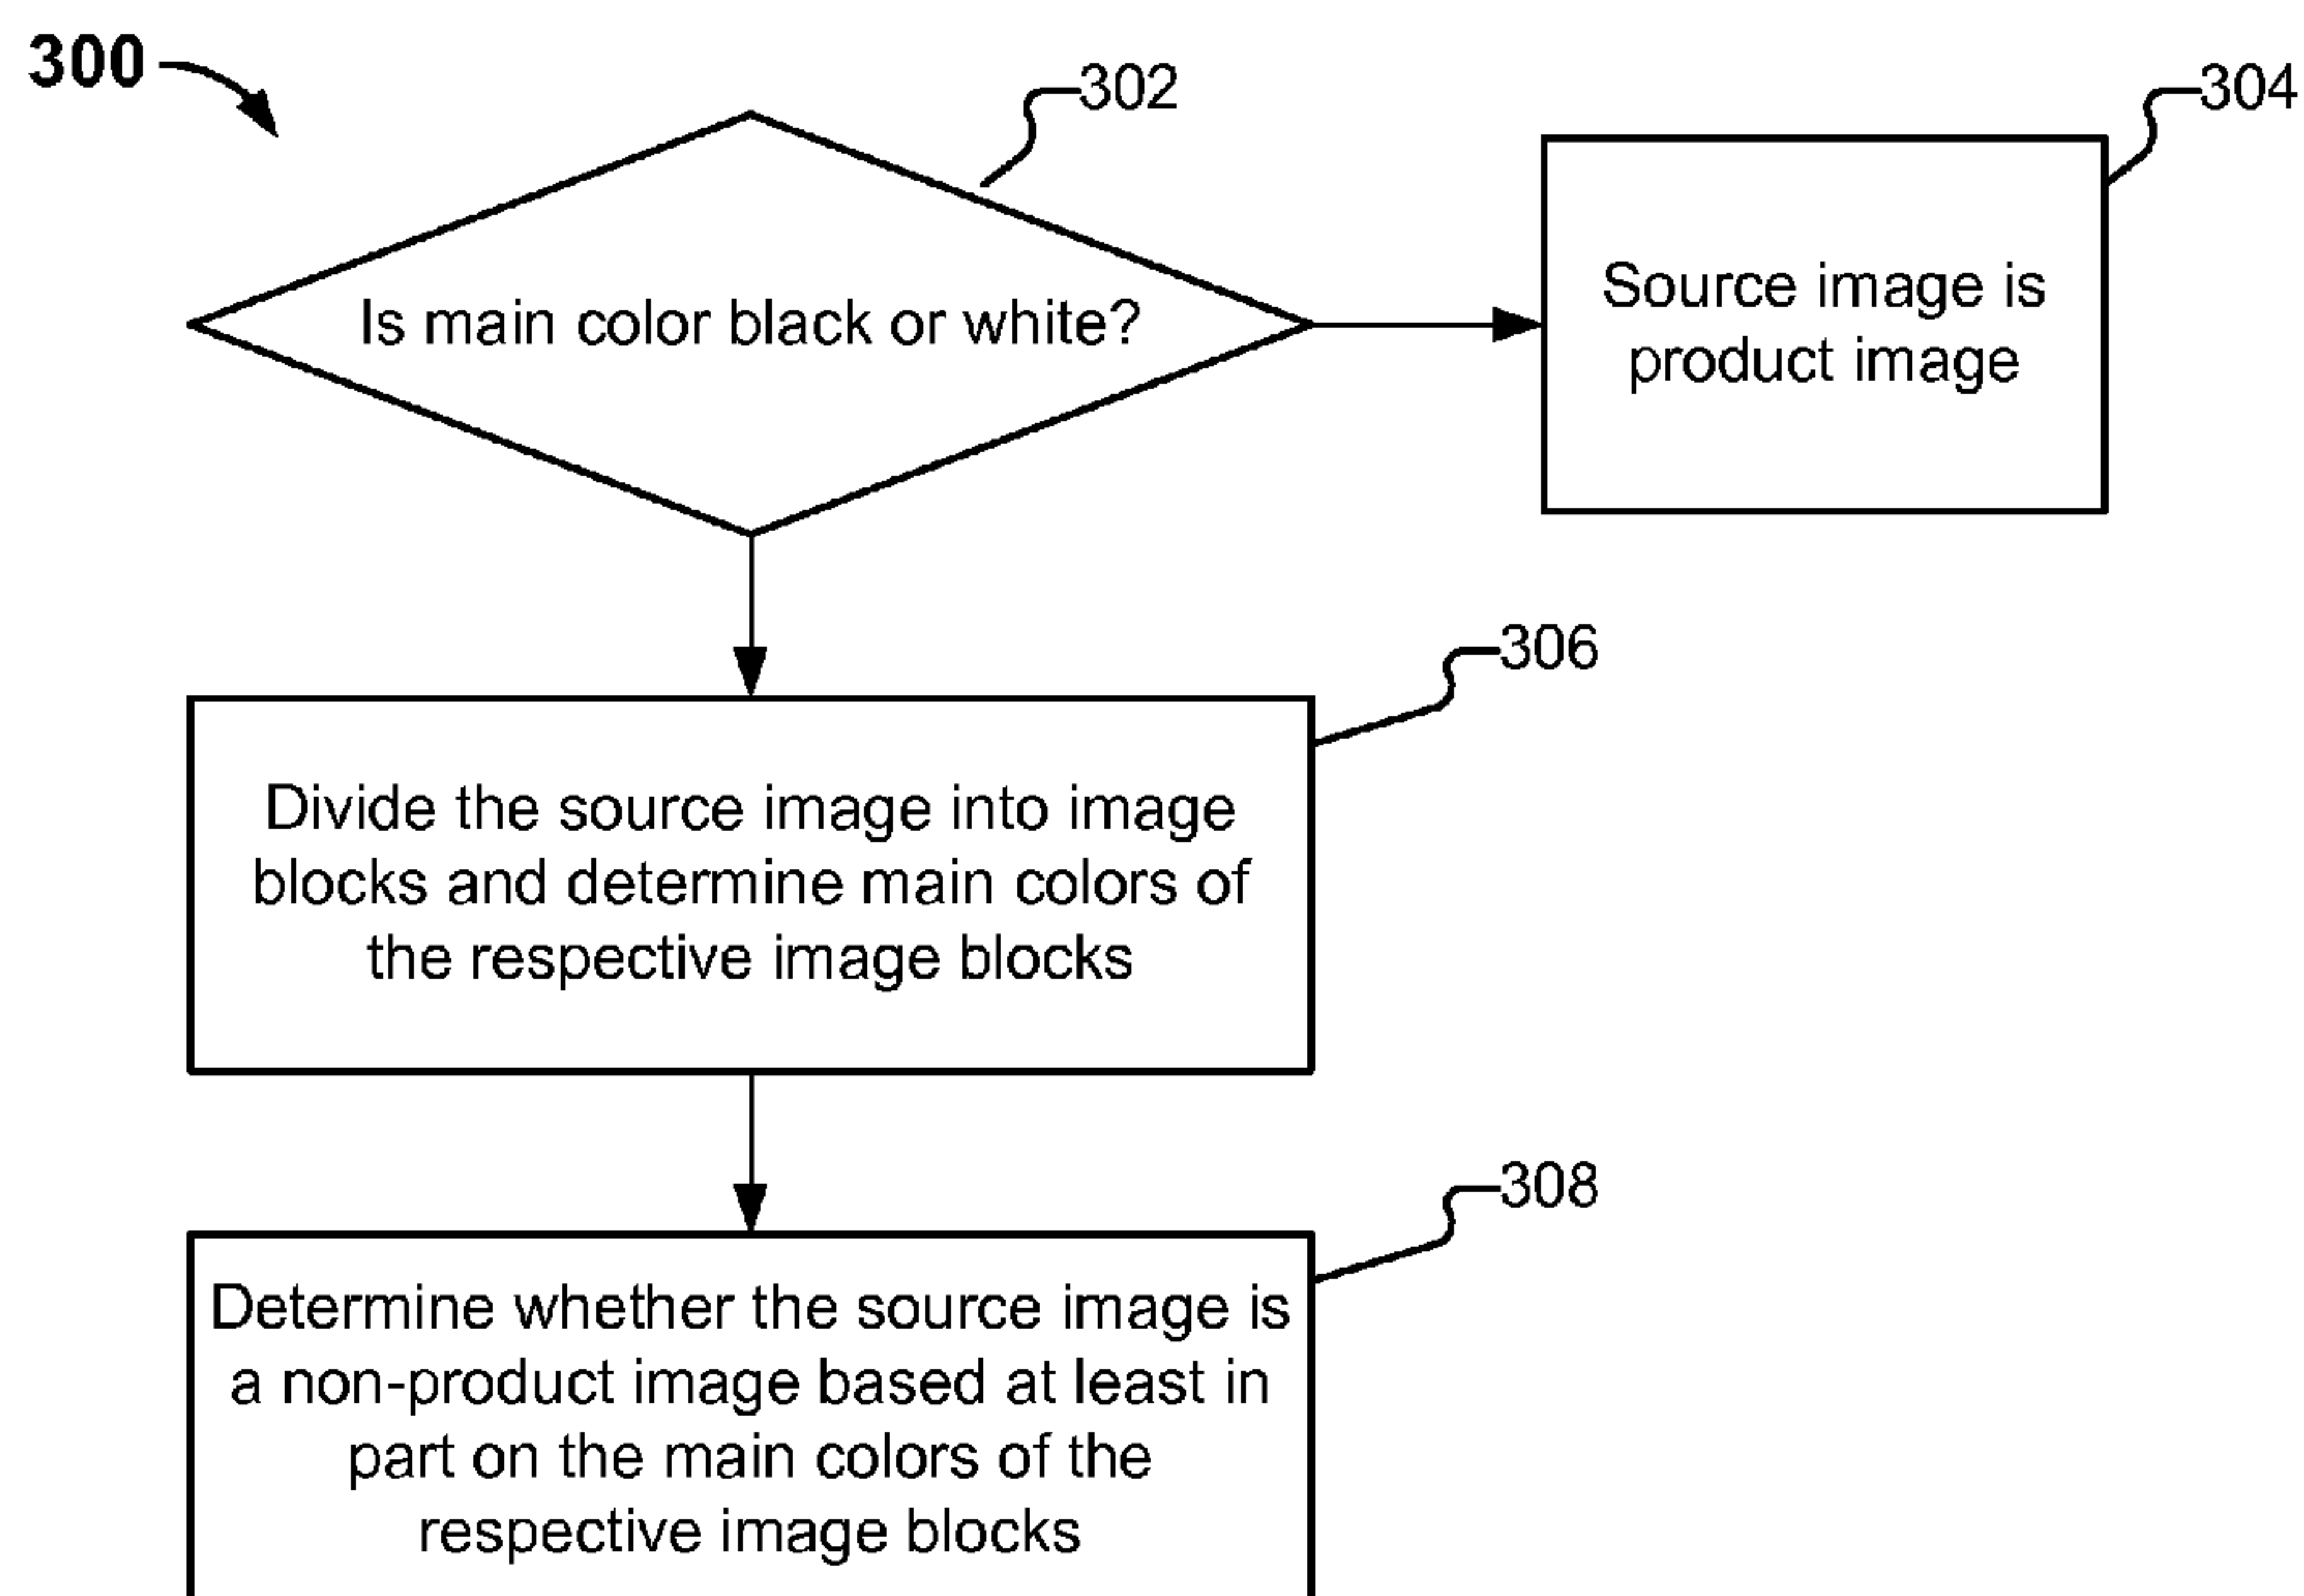 300
302
304
Is main color black or white?
Source image is
product image
306
Divide the source image into image
blocks and determine main colors of
the respective image blocks
308
Determine whether the source image is
a non-product image based at least in
part on the main colors of the
respective image blocks